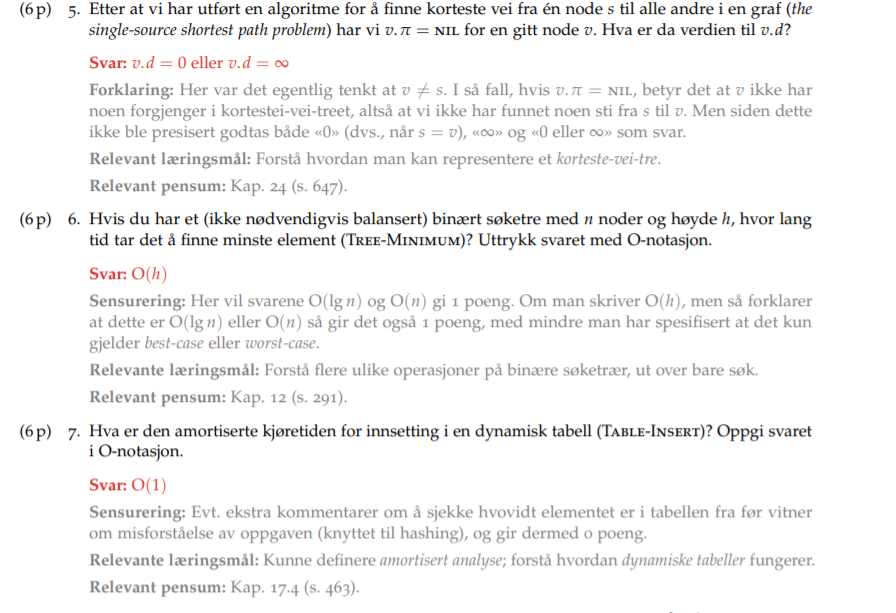 (6 p) 5. Etter at vi har utført en algoritme for å finne korteste vei fra én node s til alle andre i en graf (the
single-source shortest path problem) har vi v.π = NIL for en gitt node v. Hva er da verdien til v.d?
Svar: v.d = 0 eller v.d = ∞
Forklaring: Her var det egentlig tenkt at v ≠ s. I så fall, hvis v.π = NIL, betyr det at v ikke har
noen forgjenger i kortestei-vei-treet, altså at vi ikke har funnet noen sti fra s til v. Men siden dette
ikke ble presisert godtas både «0» (dvs., når s = v), «∞» og «0 eller ∞» som svar.
Relevant læringsmål: Forstå hvordan man kan representere et korteste-vei-tre.
Relevant pensum: Kap. 24 (s. 647).
(6 p) 6. Hvis du har et (ikke nødvendigvis balansert) binært søketre med n noder og høyde h, hvor lang
tid tar det å finne minste element (TREE-MINIMUM)? Uttrykk svaret med O-notasjon.
Svar: O(h)
Sensurering: Her vil svarene O(lg n) og O(n) gi 1 poeng. Om man skriver O(h), men så forklarer
at dette er O(lg n) eller O(n) så gir det også 1 poeng, med mindre man har spesifisert at det kun
gjelder best-case eller worst-case.
Relevante læringsmål: Forstå flere ulike operasjoner på binære søketrær, ut over bare søk.
Relevant pensum: Kap. 12 (s. 291).
(6 p) 7. Hva er den amortiserte kjøretiden for innsetting i en dynamisk tabell (TABLE-INSERT)? Oppgi svaret
i O-notasjon.
Svar: O(1)
Sensurering: Evt. ekstra kommentarer om å sjekke hvovidt elementet er i tabellen fra før vitner
om misforståelse av oppgaven (knyttet til hashing), og gir dermed 0 poeng.
Relevante læringsmål: Kunne definere amortisert analyse; forstå hvordan dynamiske tabeller fungerer.
Relevant pensum: Kap. 17.4 (s. 463).